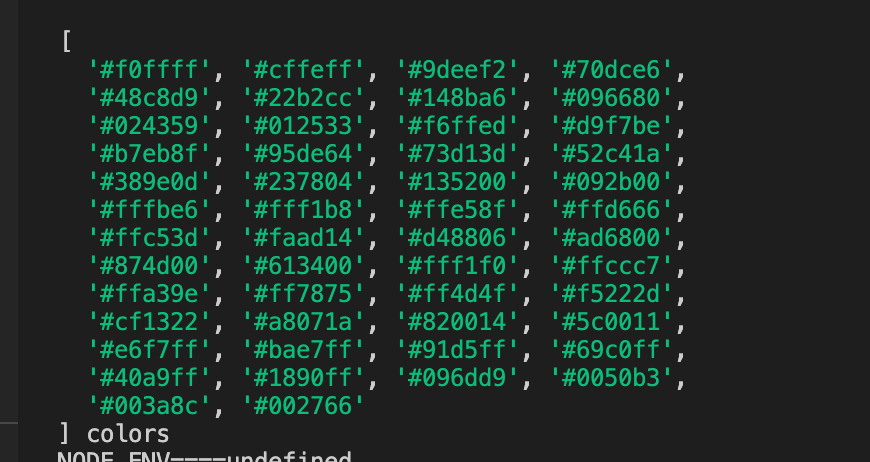 [
'#f0ffff', '#cffeff', '#9deef2', '#70dce6',
'#48c8d9', '#22b2cc', '#148ba6', '#096680',
'#024359', '#012533', '#f6ffed', '#d9f7be',
'#b7eb8f', '#95de64', '#73d13d', '#52c41a',
'#389e0d', '#237804', '#135200', '#092b00',
'#fffbe6', '#fff1b8', '#ffe58f', '#ffd666',
'#ffc53d', '#faad14', '#d48806', '#ad6800',
'#874d00', '#613400', '#fff1f0', '#ffccc7',
'#ffa39e', '#ff7875', '#ff4d4f', '#f5222d',
'#cf1322', '#a8071a', '#820014', '#5c0011',
'#e6f7ff', '#bae7ff', '#91d5ff', '#69c0ff',
'#40a9ff', '#1890ff', '#096dd9', '#0050b3',
'#003a8c', '#002766'
] colors
NODE_ENV====undefined